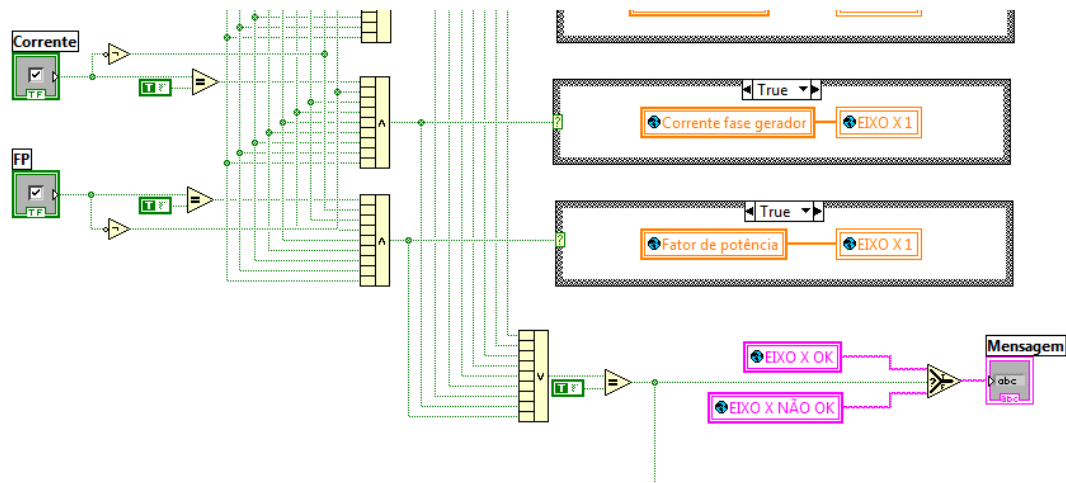 Corrente
TF
T
=
True
Corrente fase gerador
EIXO X 1
FP
TF
T
=
True
Fator de potência
EIXO X 1
EIXO X OK
Mensagem
T
=
?
abc
abc
EIXO X NÃO OK